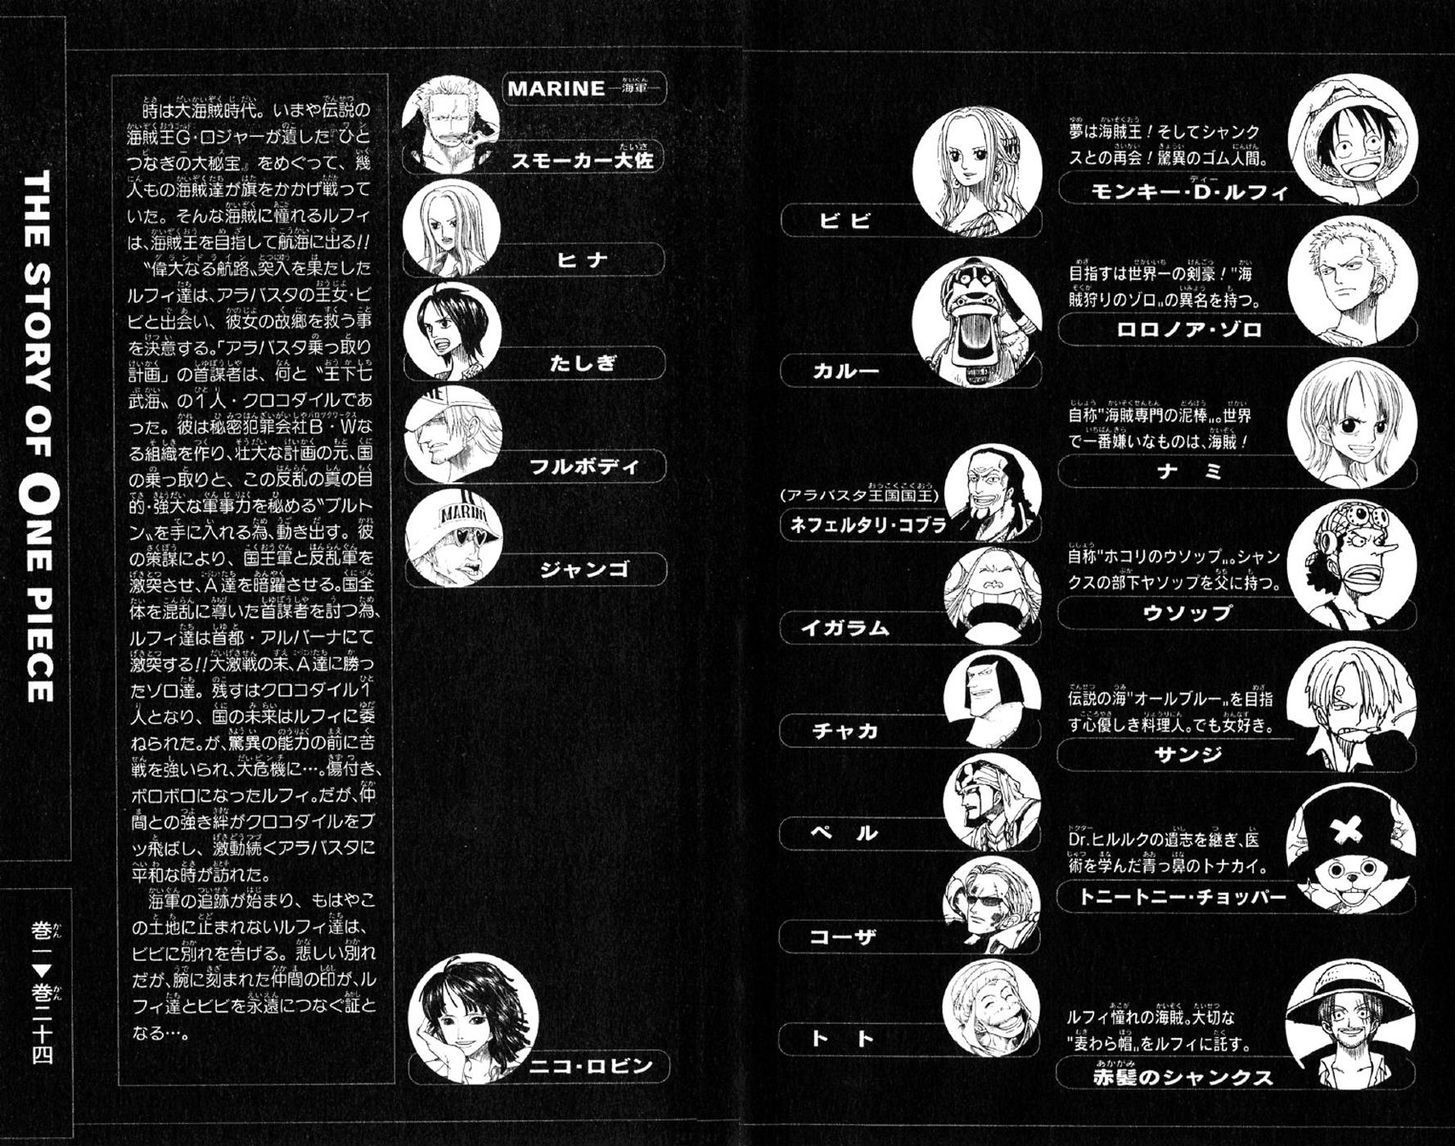 夢は海賊王！そしてシャンク
スとの再会！驚異のゴム人間。
モンキー・D・ルフィ
目指すは世界一の剣豪！"海
賊狩りのゾロ〟の異名を持つ。
ロロノア・ゾロ
自称"海賊専門の泥棒〟。世界
で一番嫌いなものは、海賊！
ナミ
自称"ホコリのウソップ〟。シャン
クスの部下ヤソップを父に持つ。
ウソップ
伝説の海"オールブルー〟を目指
す心優しき料理人。でも女好き。
サンジ
Dr.ヒルルクの遺志を継ぎ、医
術を学んだ青っ鼻のトナカイ。
トニートニー・チョッパー
ルフィ憧れの海賊。大切な
"麦わら帽〟をルフィに託す。
赤髪のシャンクス
ビビ
カルー
(アラバスタ王国国王)
ネフェルタリ・コブラ
イガラム
チャカ
ペル
コーザ
トト
MARINE ─海軍─
スモーカー大佐
ヒナ
たしぎ
フルボディ
ジャンゴ
MARINE
ニコ・ロビン
時は大海賊時代。いまや伝説の
海賊王G・ロジャーが遺した『ひと
つなぎの大秘宝』をめぐって、幾
人もの海賊達が旗をかかげ戦って
いた。そんな海賊に憧れるルフィ
は、海賊王を目指して航海に出る!!
〝偉大なる航路〟突入を果たした
ルフィ達は、アラバスタの王女・ビ
ビと出会い、彼女の故郷を救う事
を決意する。「アラバスタ乗っ取り
計画」の首謀者は、何と〝王下七
武海〟の1人・クロコダイルであ
った。彼は秘密犯罪会社B・Wな
る組織を作り、壮大な計画の元、国
の乗っ取りと、この反乱の真の目
的・強大な軍事力を秘める〝プルト
ン〟を手に入れる為、動き出す。彼
の策謀により、国王軍と反乱軍を
激突させ、A達を暗躍させる。国全
体を混乱に導いた首謀者を討つ為、
ルフィ達は首都・アルバーナにて
激突する!!大激戦の末、A達に勝っ
たゾロ達。残すはクロコダイル1
人となり、国の未来はルフィに委
ねられた。が、驚異の能力の前に苦
戦を強いられ、大危機に…。傷付き、
ボロボロになったルフィ。だが、仲
間との強き絆がクロコダイルをブ
ッ飛ばし、激動続くアラバスタに
平和な時が訪れた。
海軍の追跡が始まり、もはやこ
の土地に止まれないルフィ達は、
ビビに別れを告げる。悲しい別れ
だが、腕に刻まれた仲間の印が、ル
フィ達とビビを永遠につなぐ証と
なる…。
THE STORY OF ONE PIECE
巻一▶巻二十四